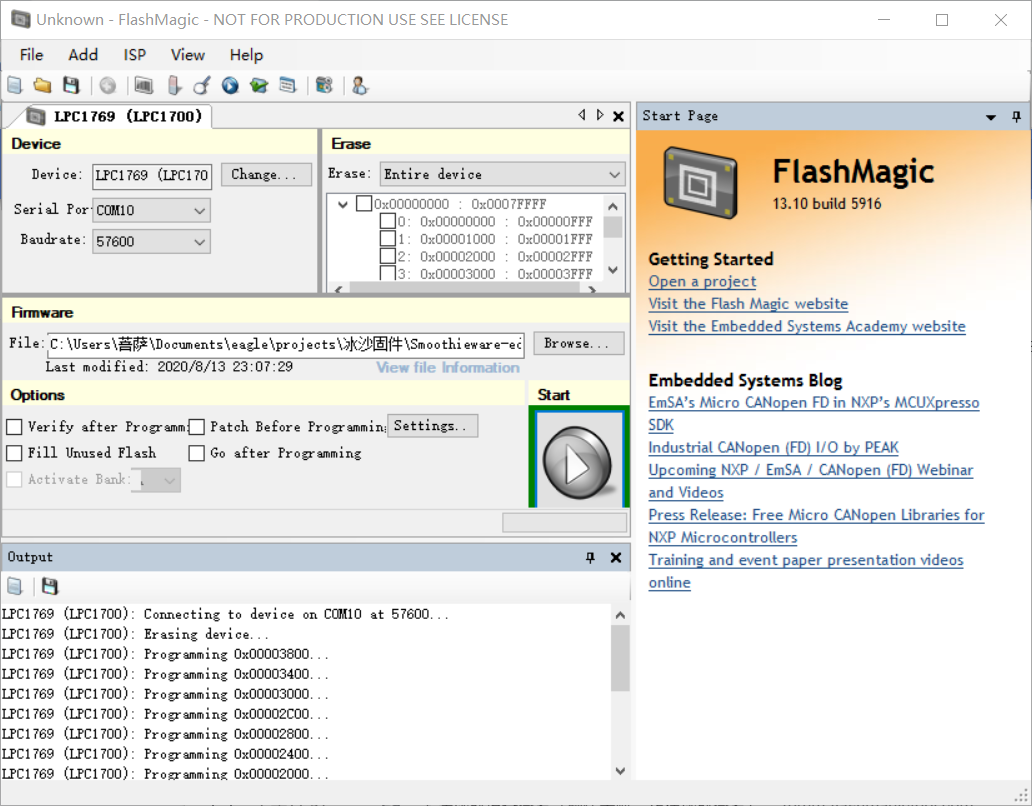 Unknown - FlashMagic - NOT FOR PRODUCTION USE SEE LICENSE
File Add ISP View Help
LPC1769 (LPC1700)
Device
Device: LPC1769 (LPC170 Change...
Serial Por COM10
Baudrate: 57600
Erase
Erase: Entire device
0x00000000 : 0x0007FFFF
0: 0x00000000 : 0x00000FFF
1: 0x00001000 : 0x00001FFF
2: 0x00002000 : 0x00002FFF
3: 0x00003000 : 0x00003FFF
Firmware
File: C:\Users\菩萨\Documents\eagle\projects\冰沙固件\Smoothieware-ed Browse...
Last modified: 2020/8/13 23:07:29 View file Information
Options
Verify after Programm Patch Before Programmin Settings..
Fill Unused Flash Go after Programming
Activate Bank:
Start
Output
LPC1769 (LPC1700): Connecting to device on COM10 at 57600...
LPC1769 (LPC1700): Erasing device...
LPC1769 (LPC1700): Programming 0x00003800...
LPC1769 (LPC1700): Programming 0x00003400...
LPC1769 (LPC1700): Programming 0x00003000...
LPC1769 (LPC1700): Programming 0x00002C00...
LPC1769 (LPC1700): Programming 0x00002800...
LPC1769 (LPC1700): Programming 0x00002400...
LPC1769 (LPC1700): Programming 0x00002000...
Start Page
FlashMagic
13.10 build 5916
Getting Started
Open a project
Visit the Flash Magic website
Visit the Embedded Systems Academy website
Embedded Systems Blog
EmSA's Micro CANopen FD in NXP's MCUXpresso
SDK
Industrial CANopen (FD) I/O by PEAK
Upcoming NXP / EmSA / CANopen (FD) Webinar
and Videos
Press Release: Free Micro CANopen Libraries for
NXP Microcontrollers
Training and event paper presentation videos
online